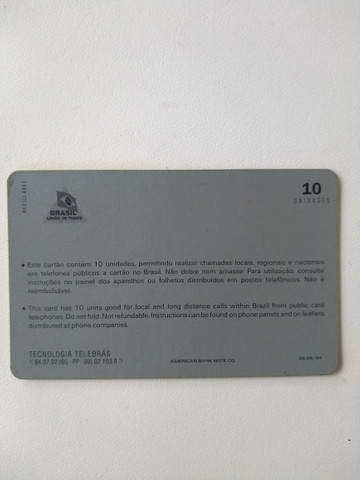 BRASIL
UNIÃO DE TODOS
10
UNIDADES
• Este cartão contém 10 unidades, permitindo realizar chamadas locais, regionais e nacionais
em telefones públicos a cartão no Brasil. Não dobre nem amasse. Para utilização, consulte
instruções no painel dos aparelhos ou folhetos distribuídos em postos telefônicos. Não é
reembolsável.
• This card has 10 units good for local and long distance calls within Brazil from public card
telephones. Do not fold. Not refundable. Instructions can be found on phone panels and on leaflets
distributed at phone companies.
TECNOLOGIA TELEBRÁS
AMERICAN BANK NOTE CO.